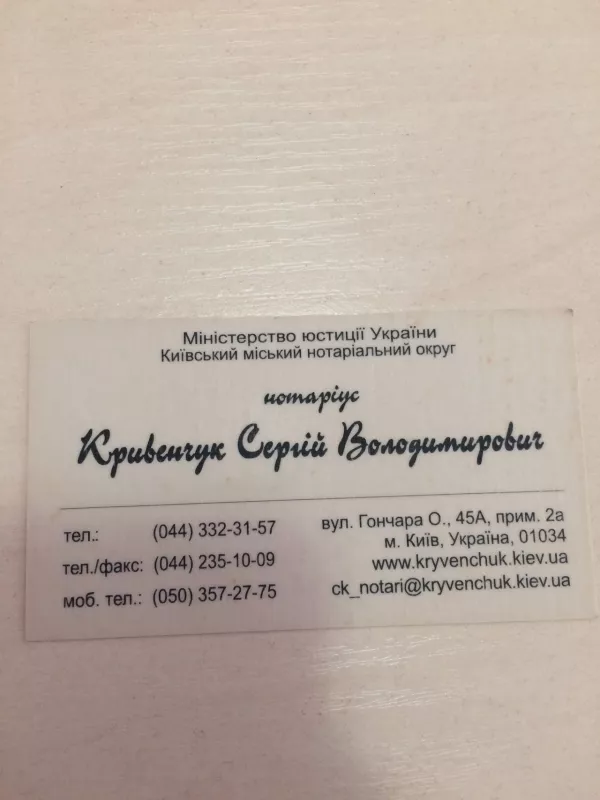 Міністерство юстиції України
Київський міський нотаріальний округ
нотаріус
Кривенчук Сергій Володимирович
тел.: (044) 332-31-57
тел./факс: (044) 235-10-09
моб. тел.: (050) 357-27-75
вул. Гончара О., 45А, прим. 2а
м. Київ, Україна, 01034
www.kryvenchuk.kiev.ua
ck_notari@kryvenchuk.kiev.ua